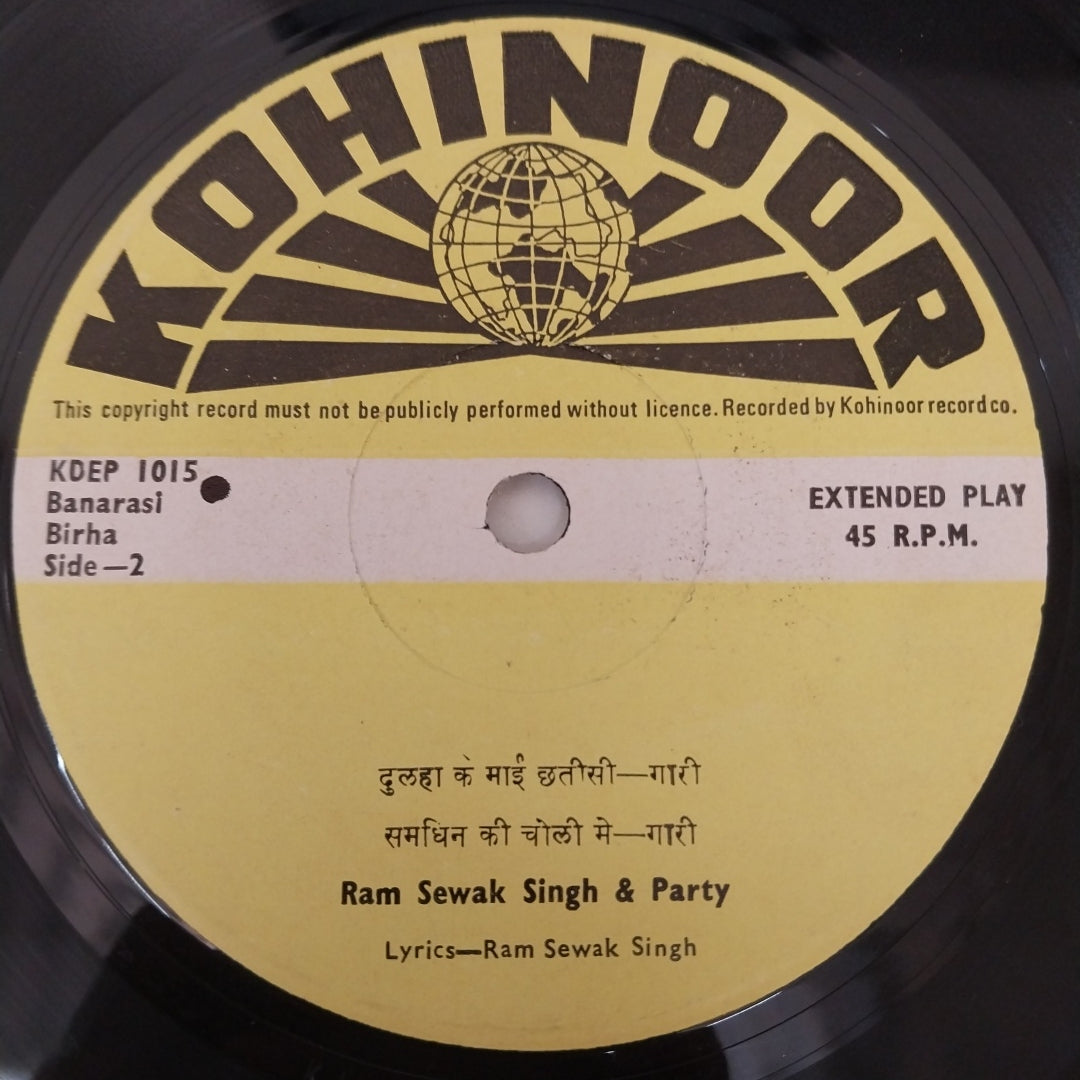 KOHINOOR
This copyright record must not be publicly performed without licence. Recorded by Kohinoor record co.
KDEP 1015
Banarasi
Birha
Side—2
EXTENDED PLAY
45 R.P.M.
दुलहा के माई छतीसी—गारी
समधिन की चोली मे—गारी
Ram Sewak Singh & Party
Lyrics—Ram Sewak Singh